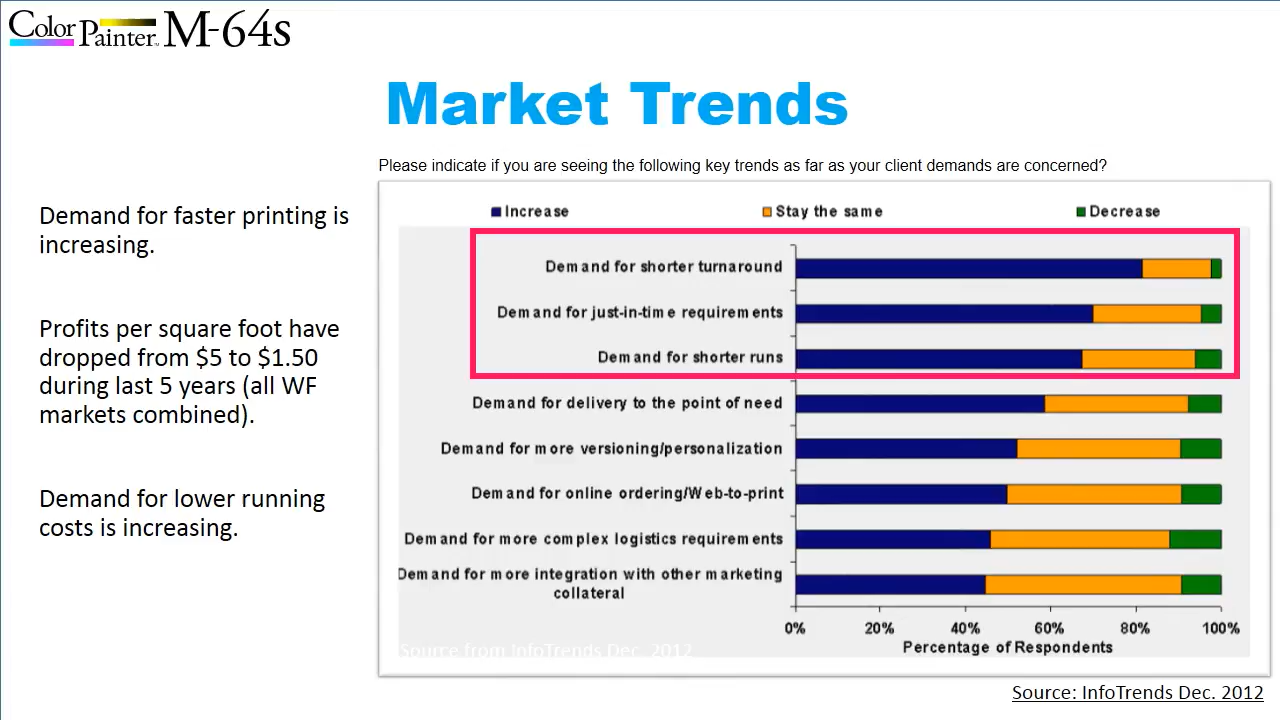 Color Painter™ M-64s
Market Trends
Please indicate if you are seeing the following key trends as far as your client demands are concerned?
Demand for faster printing is
increasing.
Profits per square foot have
dropped from $5 to $1.50
during last 5 years (all WF
markets combined).
Demand for lower running
costs is increasing.
Increase Stay the same Decrease
Demand for shorter turnaround
Demand for just-in-time requirements
Demand for shorter runs
Demand for delivery to the point of need
Demand for more versioning/personalization
Demand for online ordering/Web-to-print
Demand for more complex logistics requirements
Demand for more integration with other marketing
collateral
0% 20% 40% 60% 80% 100%
Percentage of Respondents
Source from InfoTrends Dec. 2012
Source: InfoTrends Dec. 2012